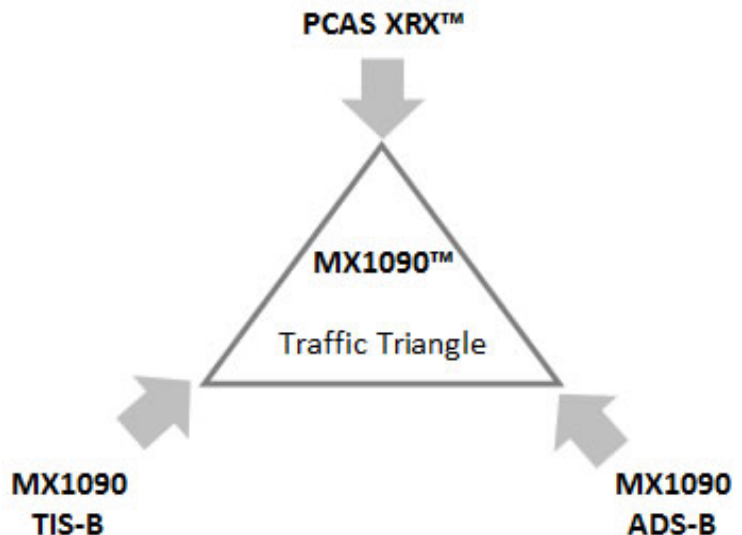 PCAS XRX™
MX1090™
Traffic Triangle
MX1090
TIS-B
MX1090
ADS-B